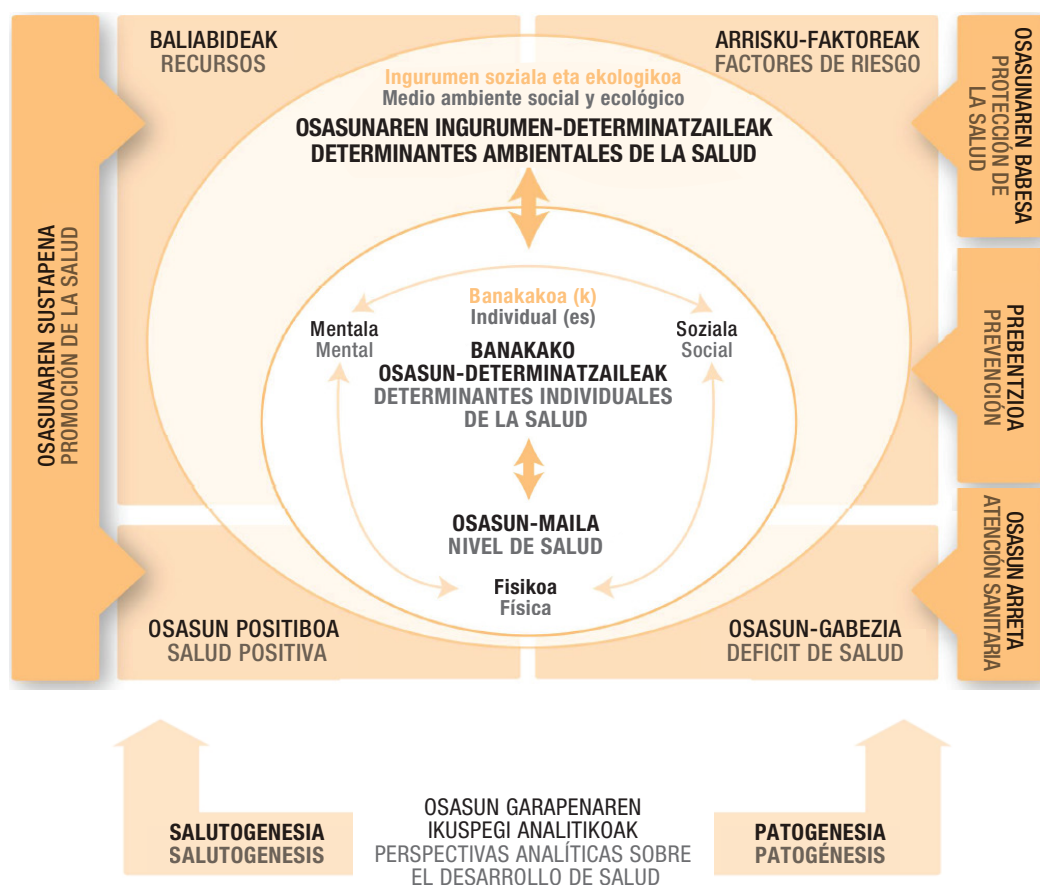 BALIABIDEAK
RECURSOS
ARRISKU-FAKTOREAK
FACTORES DE RIESGO
Ingurumen soziala eta ekologikoa
Medio ambiente social y ecológico
OSASUNAREN INGURUMEN-DETERMINATZAILEAK
DETERMINANTES AMBIENTALES DE LA SALUD
OSASUNAREN SUSTAPENA
PROMOCIÓN DE LA SALUD
OSASUNAREN BABESA
PROTECCIÓN DE
LA SALUD
Banakakoa (k)
Individual (es)
Mentala
Mental
Soziala
Social
BANAKAKO
OSASUN-DETERMINATZAILEAK
DETERMINANTES INDIVIDUALES
DE LA SALUD
PREBENTZIOA
PREVENCIÓN
OSASUN-MAILA
NIVEL DE SALUD
Fisikoa
Física
OSASUN ARRETA
ATENCIÓN SANITARIA
OSASUN POSITIBOA
SALUD POSITIVA
OSASUN-GABEZIA
DEFICIT DE SALUD
SALUTOGENESIA
SALUTOGENESIS
OSASUN GARAPENAREN
IKUSPEGI ANALITIKOAK
PERSPECTIVAS ANALÍTICAS SOBRE
EL DESARROLLO DE SALUD
PATOGENESIA
PATOGÉNESIS